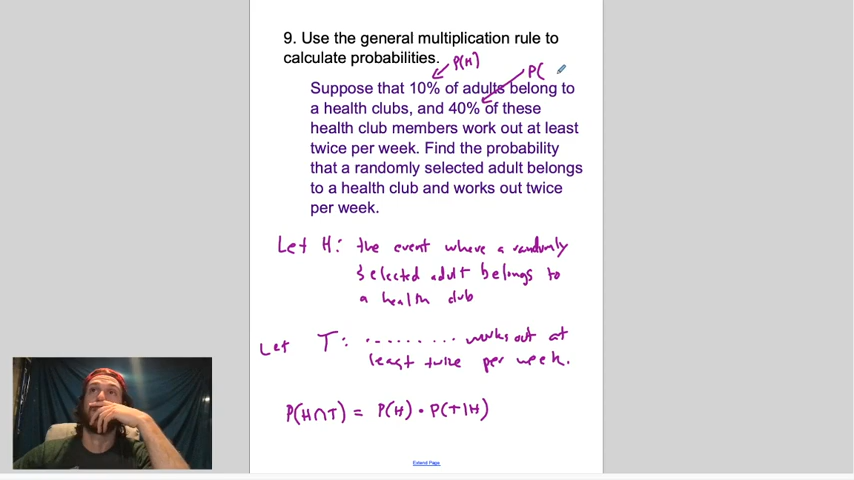 9. Use the general multiplication rule to
calculate probabilities.
P(H)
P(
Suppose that 10% of adults belong to
a health clubs, and 40% of these
health club members work out at least
twice per week. Find the probability
that a randomly selected adult belongs
to a health club and works out twice
per week.
Let H: the event where a randomly
selected adult belongs to
a health club
Let T: ......... works out at
least twice per week.
P(H∩T) = P(H) • P(T|H)
Extend Page